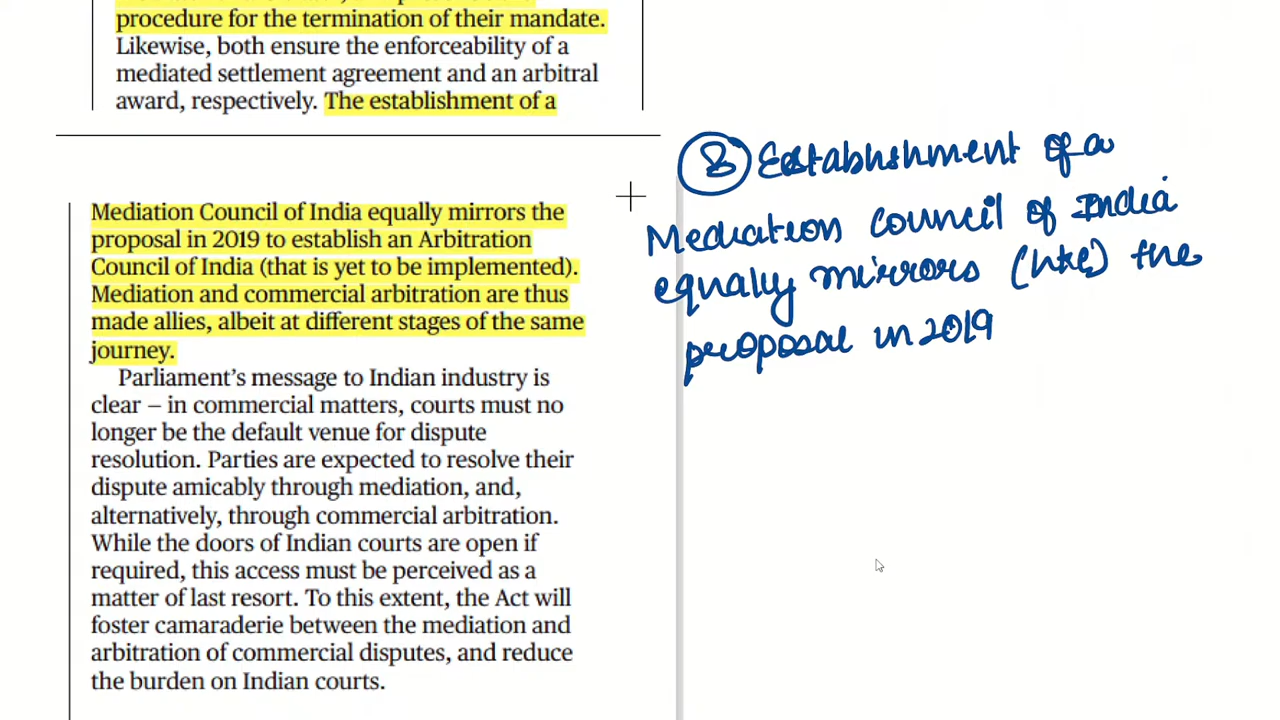 procedure for the termination of their mandate.
Likewise, both ensure the enforceability of a
mediated settlement agreement and an arbitral
award, respectively. The establishment of a
Mediation Council of India equally mirrors the
proposal in 2019 to establish an Arbitration
Council of India (that is yet to be implemented).
Mediation and commercial arbitration are thus
made allies, albeit at different stages of the same
journey.
Parliament's message to Indian industry is
clear – in commercial matters, courts must no
longer be the default venue for dispute
resolution. Parties are expected to resolve their
dispute amicably through mediation, and,
alternatively, through commercial arbitration.
While the doors of Indian courts are open if
required, this access must be perceived as a
matter of last resort. To this extent, the Act will
foster camaraderie between the mediation and
arbitration of commercial disputes, and reduce
the burden on Indian courts.
8 Establishment of a
Mediation council of India
equally mirrors (like) the
proposal in 2019